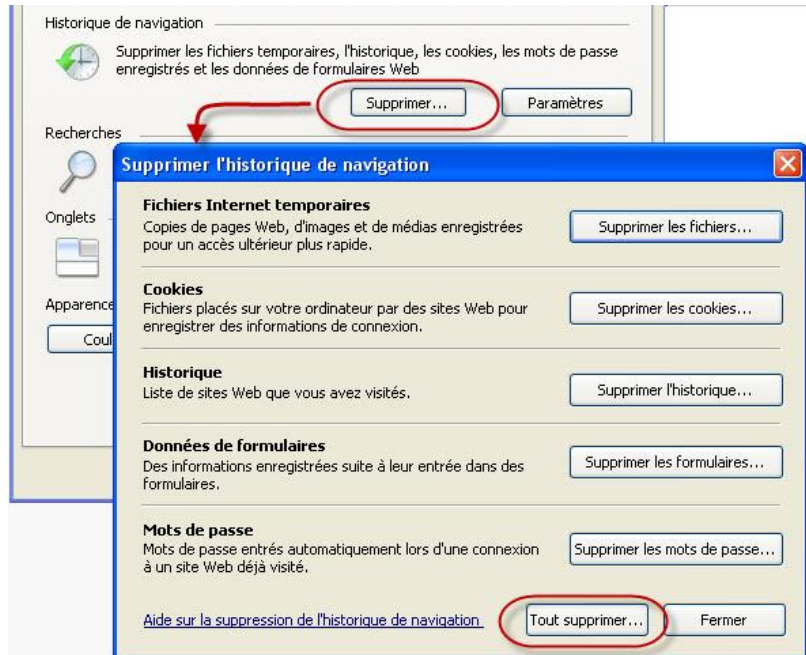 Historique de navigation
Supprimer les fichiers temporaires, l'historique, les cookies, les mots de passe
enregistrés et les données de formulaires Web
Supprimer...
Paramètres
Recherches
Supprimer l'historique de navigation
Fichiers Internet temporaires
Copies de pages Web, d'images et de médias enregistrées
pour un accès ultérieur plus rapide.
Supprimer les fichiers...
Onglets
Cookies
Fichiers placés sur votre ordinateur par des sites Web pour
enregistrer des informations de connexion.
Supprimer les cookies...
Apparence
Coul
Historique
Liste de sites Web que vous avez visités.
Supprimer l'historique...
Données de formulaires
Des informations enregistrées suite à leur entrée dans des
formulaires.
Supprimer les formulaires...
Mots de passe
Mots de passe entrés automatiquement lors d'une connexion
à un site Web déjà visité.
Supprimer les mots de passe...
Aide sur la suppression de l'historique de navigation
Tout supprimer...
Fermer